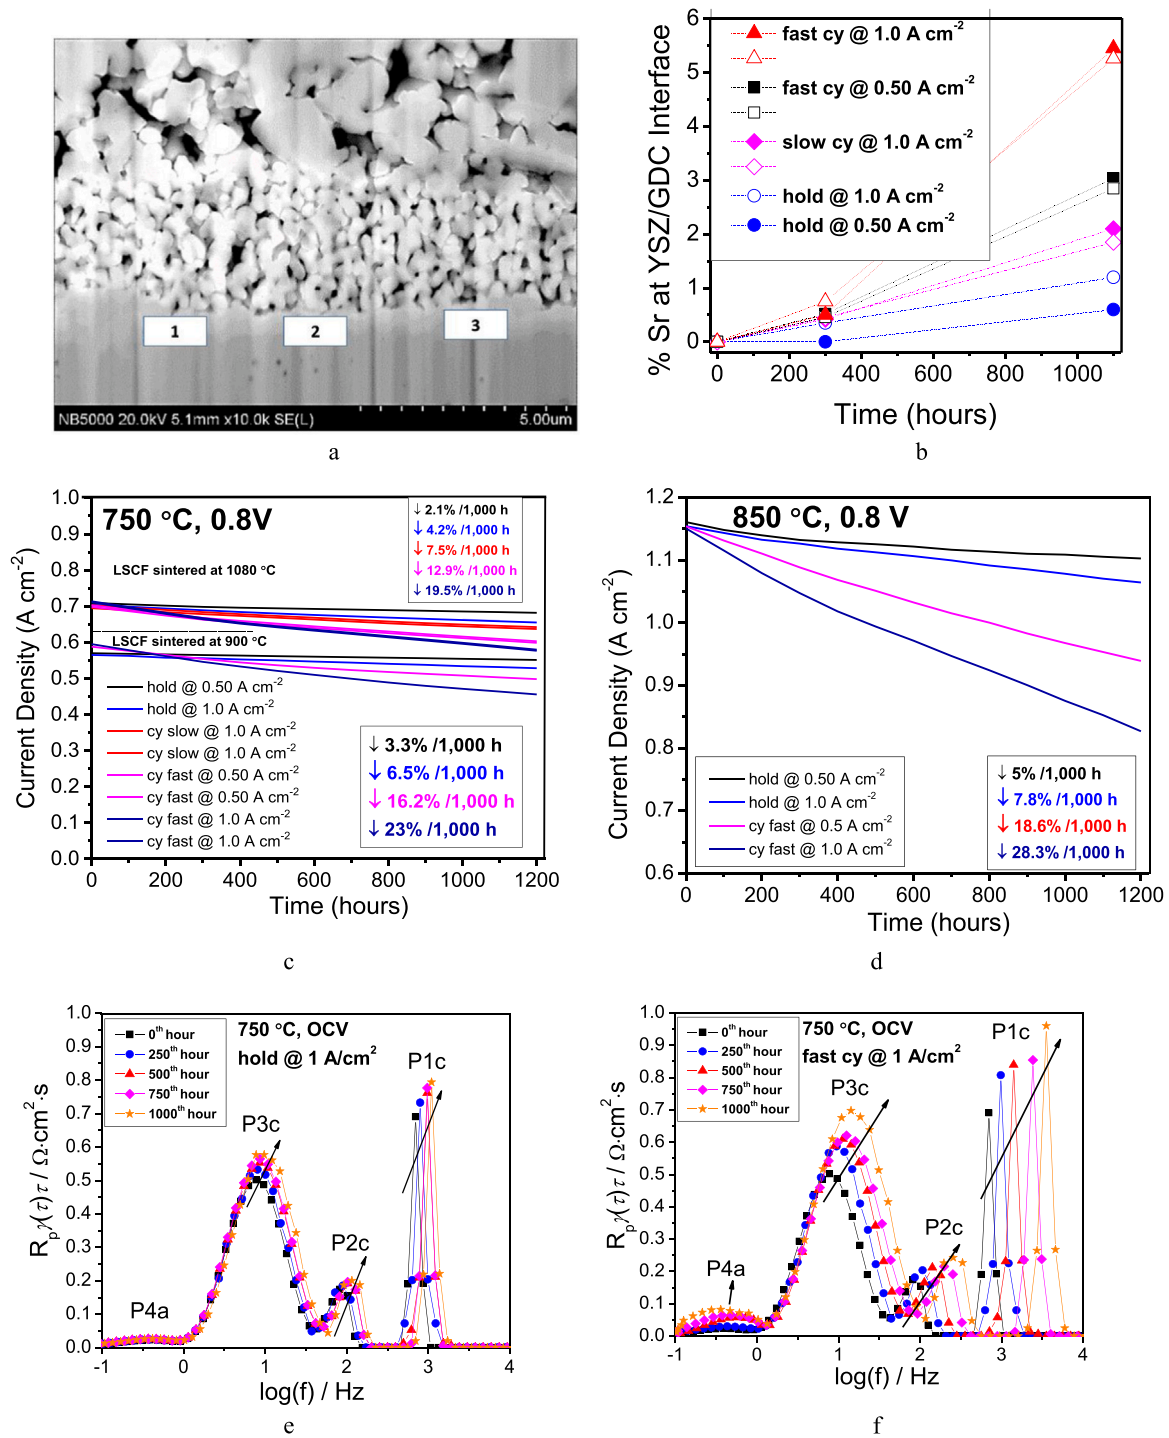 1
2
3
NB5000 20.0kV 5.1mm x10.0k SE(L)
5.00um
a
% Sr at YSZ/GDC Interface
6
5
4
3
2
1
0
fast cy @ 1.0 A cm-2
fast cy @ 0.50 A cm-2
slow cy @ 1.0 A cm-2
hold @ 1.0 A cm-2
hold @ 0.50 A cm-2
0 200 400 600 800 1000
Time (hours)
b
Current Density (A cm-2)
1.0
0.9
0.8
0.7
0.6
0.5
0.4
0.3
0.2
0.1
0.0
750 °C, 0.8V
↓ 2.1% /1,000 h
↓ 4.2% /1,000 h
↓ 7.5% /1,000 h
↓ 12.9% /1,000 h
↓ 19.5% /1,000 h
LSCF sintered at 1080 °C
LSCF sintered at 900 °C
hold @ 0.50 A cm-2
hold @ 1.0 A cm-2
cy slow @ 1.0 A cm-2
cy slow @ 1.0 A cm-2
cy fast @ 0.50 A cm-2
cy fast @ 0.50 A cm-2
cy fast @ 1.0 A cm-2
cy fast @ 1.0 A cm-2
↓ 3.3% /1,000 h
↓ 6.5% /1,000 h
↓ 16.2% /1,000 h
↓ 23% /1,000 h
0 200 400 600 800 1000 1200
Time (hours)
c
Current Density (A cm-2)
1.2
1.1
1.0
0.9
0.8
0.7
0.6
850 °C, 0.8 V
hold @ 0.50 A cm-2
hold @ 1.0 A cm-2
cy fast @ 0.5 A cm-2
cy fast @ 1.0 A cm-2
↓ 5% /1,000 h
↓ 7.8% /1,000 h
↓ 18.6% /1,000 h
↓ 28.3% /1,000 h
0 200 400 600 800 1000 1200
Time (hours)
d
Rpγ(τ)τ / Ω·cm2·s
1.0
0.9
0.8
0.7
0.6
0.5
0.4
0.3
0.2
0.1
0.0
0th hour
250th hour
500th hour
750th hour
1000th hour
750 °C, OCV
hold @ 1 A/cm2
P1c
P3c
P2c
P4a
-1 0 1 2 3 4
log(f) / Hz
e
Rpγ(τ)τ / Ω·cm2·s
1.0
0.9
0.8
0.7
0.6
0.5
0.4
0.3
0.2
0.1
0.0
0th hour
250th hour
500th hour
750th hour
1000th hour
750 °C, OCV
fast cy @ 1 A/cm2
P1c
P3c
P2c
P4a
-1 0 1 2 3 4
log(f) / Hz
f